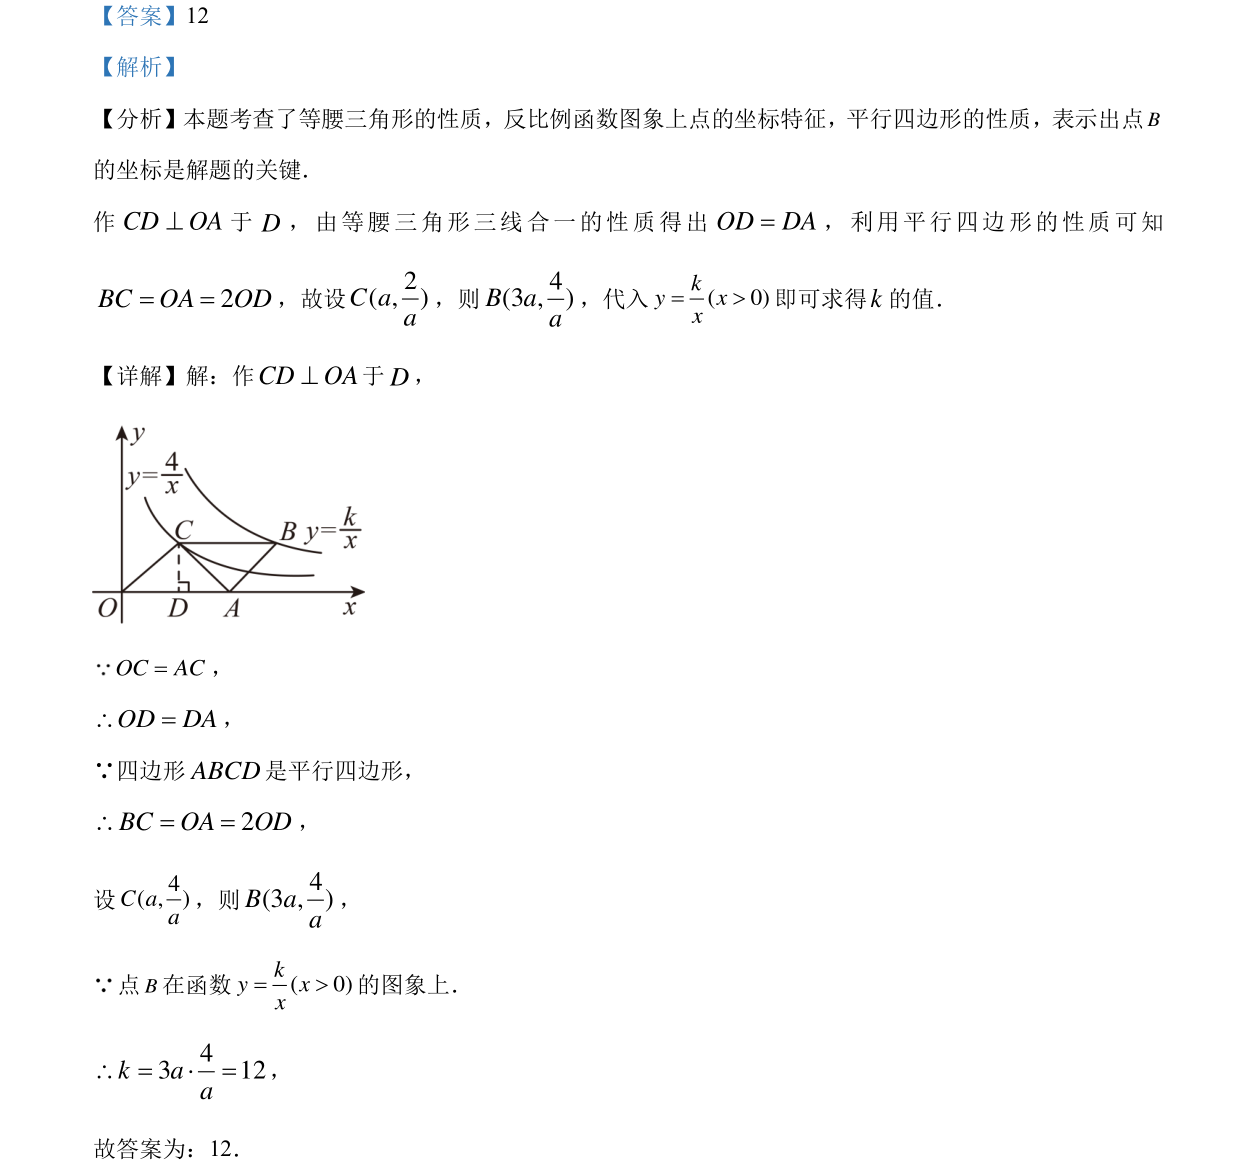 【答案】12
【解析】
【分析】本题考查了等腰三角形的性质，反比例函数图象上点的坐标特征，平行四边形的性质，表示出点 B
的坐标是解题的关键．
作 CD ⊥ OA 于 D ，由等腰三角形三线合一的性质得出 OD = DA ，利用平行四边形的性质可知
BC = OA = 2OD ，故设 C(a, 2/a) ，则 B(3a, 4/a) ，代入 y = k/x (x > 0) 即可求得 k 的值．
【详解】解：作 CD ⊥ OA 于 D ，
y
y=4/x
C
B y=k/x
O D A x
∵ OC = AC ，
∴ OD = DA ，
∵四边形 ABCD 是平行四边形，
∴ BC = OA = 2OD ，
设 C(a, 4/a) ，则 B(3a, 4/a) ，
∵点 B 在函数 y = k/x (x > 0) 的图象上．
∴ k = 3a · 4/a = 12 ，
故答案为：12．